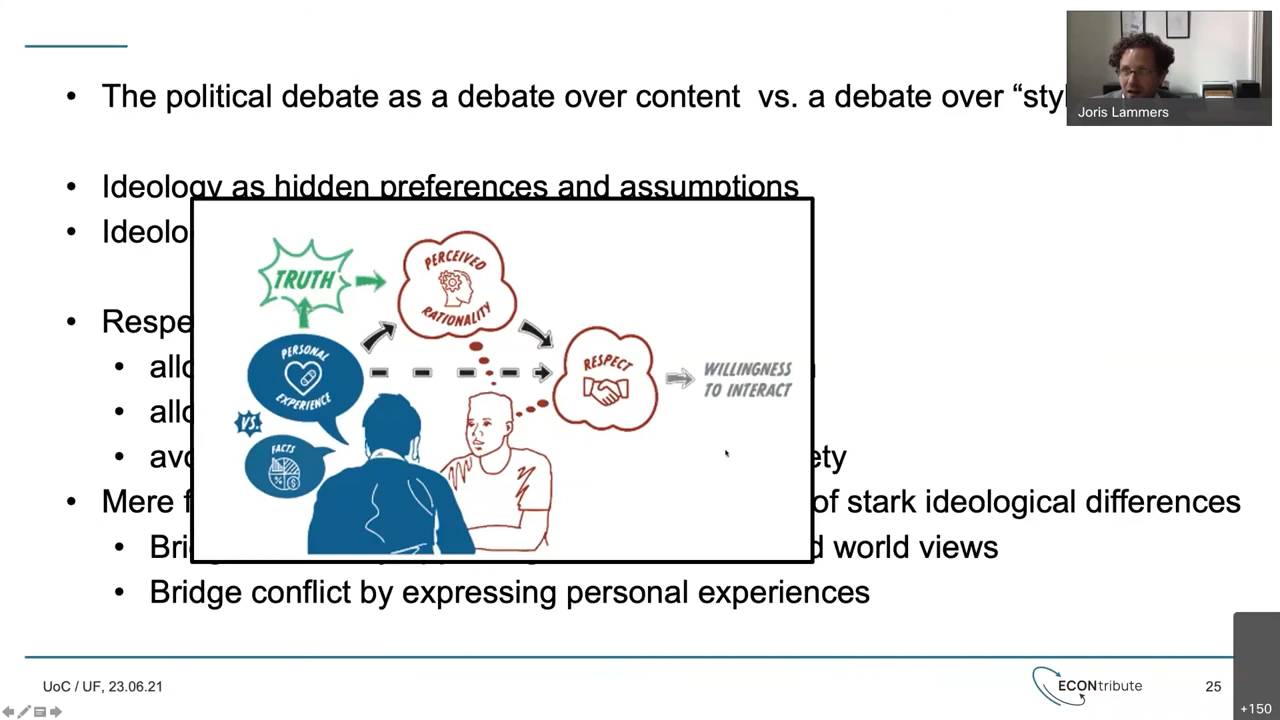 • The political debate as a debate over content vs. a debate over “sty
Joris Lammers
• Ideology as hidden preferences and assumptions
• Ideolo
• Respe
• allo
• allo
• avo ety
• Mere f of stark ideological differences
• Bri d world views
• Bridge conflict by expressing personal experiences
TRUTH
PERCEIVED
RATIONALITY
PERSONAL
EXPERIENCE
VS.
FACTS
RESPECT
WILLINGNESS
TO INTERACT
UoC / UF, 23.06.21
ECONtribute
25
+150